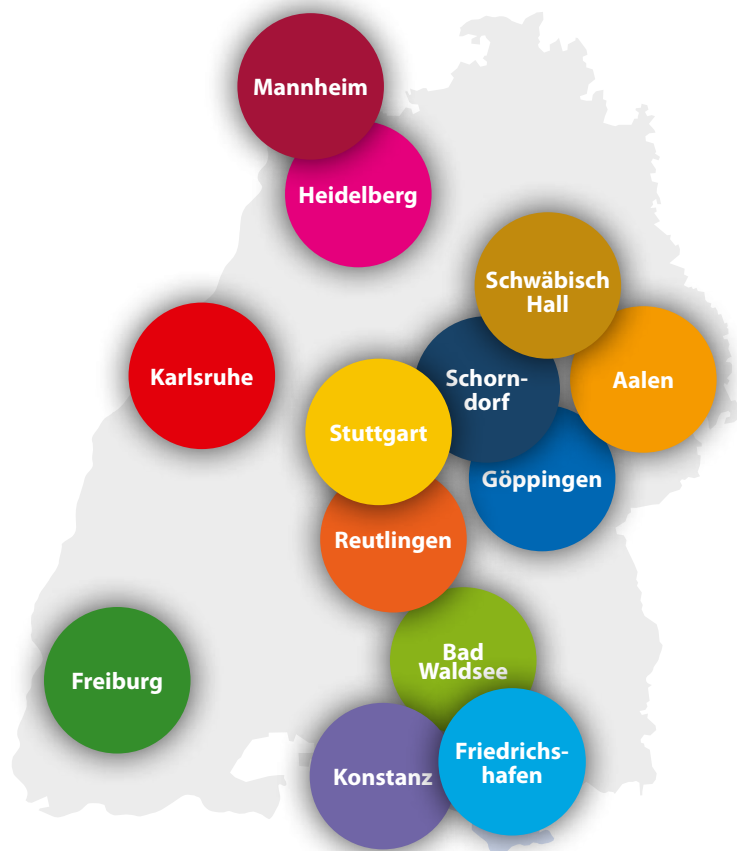 Mannheim
Heidelberg
Schwäbisch
Hall
Karlsruhe
Schorn-
dorf
Aalen
Stuttgart
Göppingen
Reutlingen
Bad
Waldsee
Freiburg
Konstanz
Friedrichs-
hafen